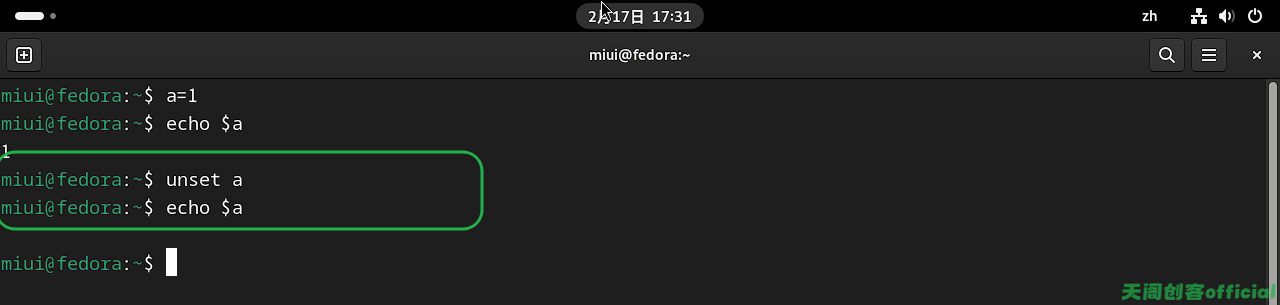 2月17日 17:31
zh
miui@fedora:~
miui@fedora:~$ a=1
miui@fedora:~$ echo $a
1
miui@fedora:~$ unset a
miui@fedora:~$ echo $a
miui@fedora:~$
天阁创客official